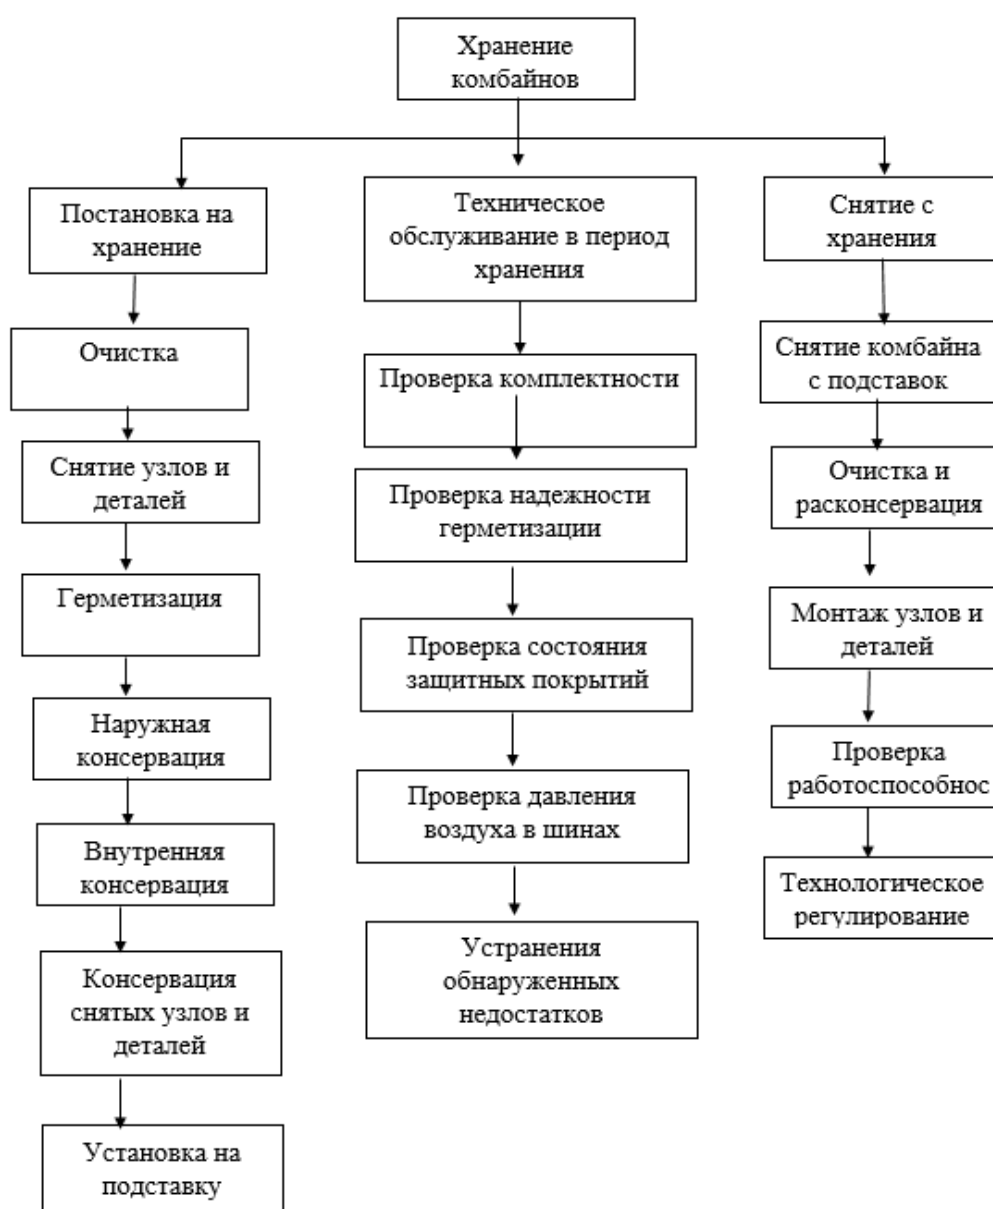 Хранение
комбайнов
Постановка на
хранение
Очистка
Снятие узлов и
деталей
Герметизация
Наружная
консервация
Внутренняя
консервация
Консервация
снятых узлов и
деталей
Установка на
подставку
Техническое
обслуживание в период
хранения
Проверка комплектности
Проверка надежности
герметизации
Проверка состояния
защитных покрытий
Проверка давления
воздуха в шинах
Устранения
обнаруженных
недостатков
Снятие с
хранения
Снятие комбайна
с подставок
Очистка и
расконсервация
Монтаж узлов и
деталей
Проверка
работоспособнос
Технологическое
регулирование